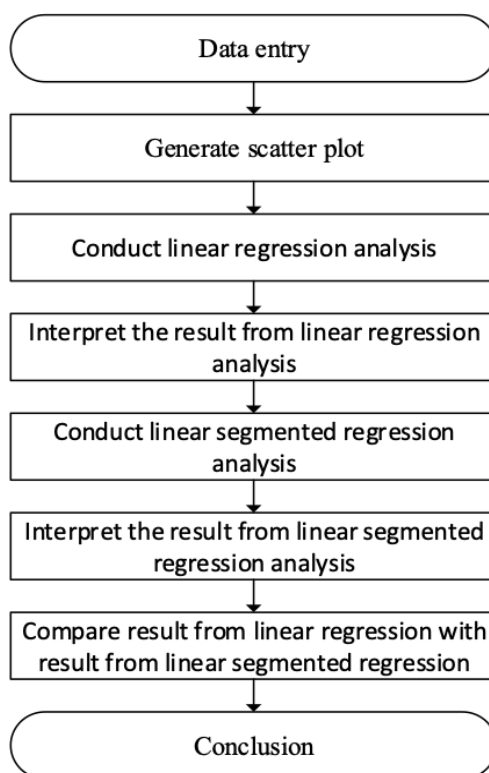 Data entry
Generate scatter plot
Conduct linear regression analysis
Interpret the result from linear regression
analysis
Conduct linear segmented regression
analysis
Interpret the result from linear segmented
regression analysis
Compare result from linear regression with
result from linear segmented regression
Conclusion